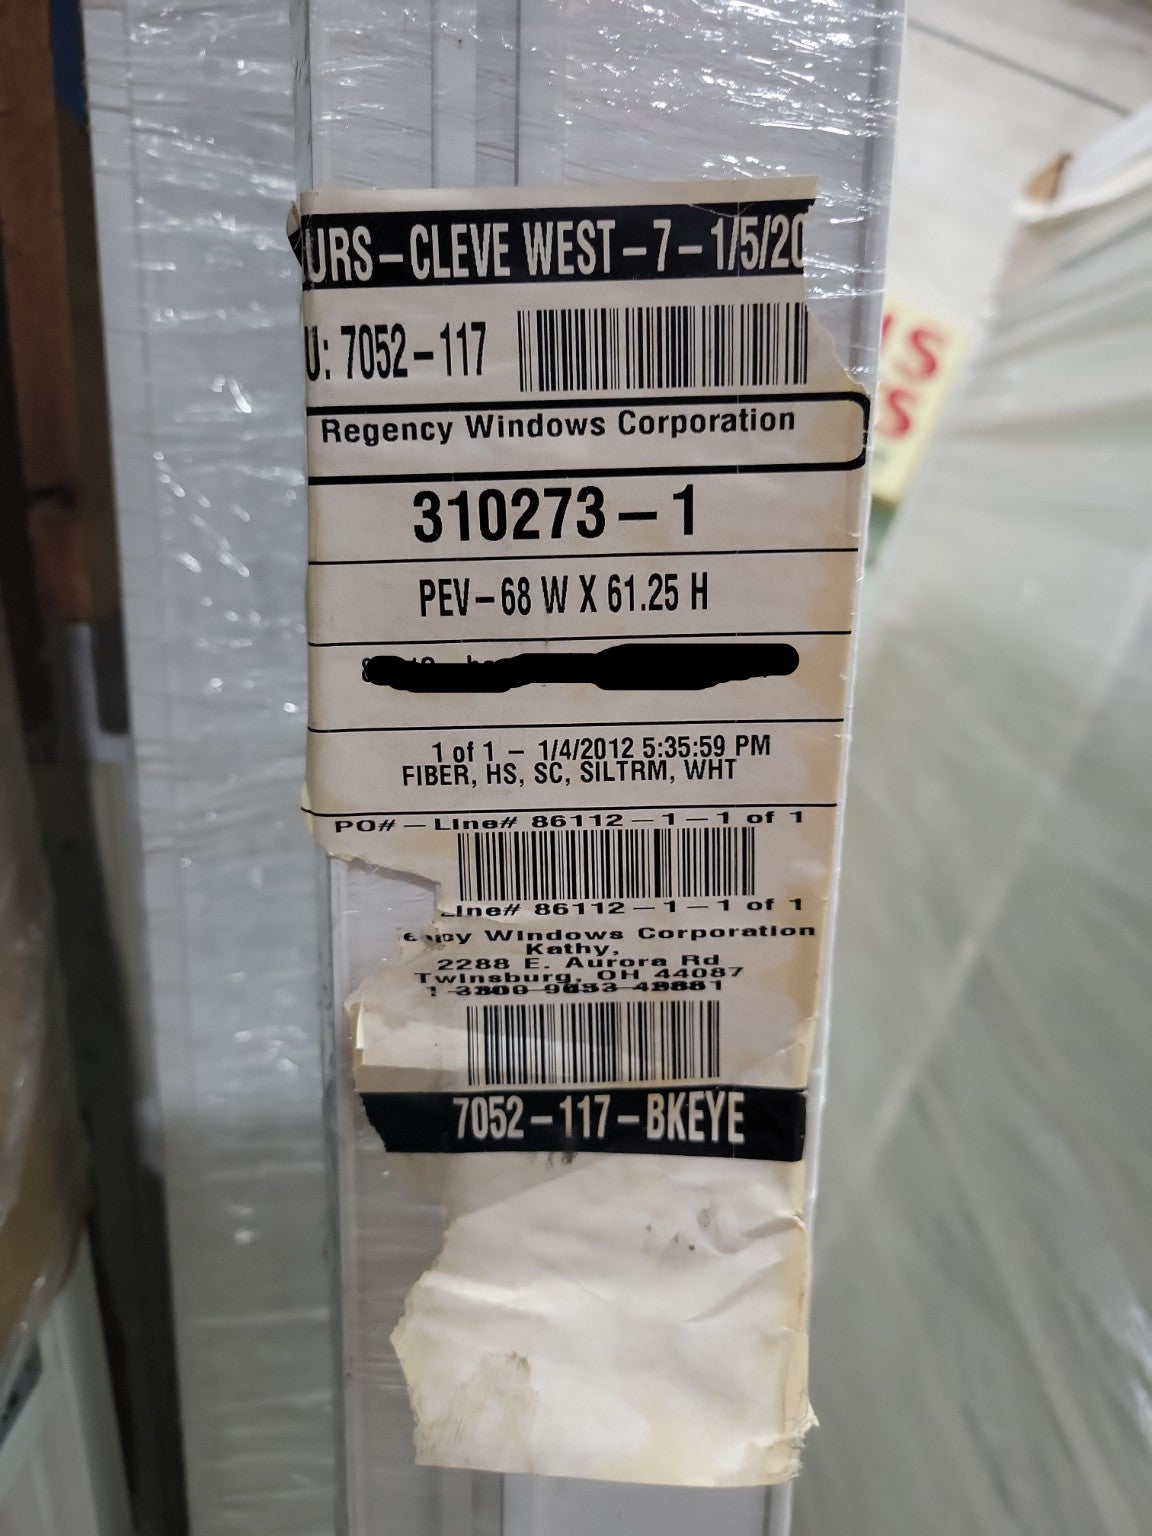 URS-CLEVE WEST-7-1/5/20
U: 7052-117
Regency Windows Corporation
310273-1
PEV-68 W X 61.25 H
1 of 1 - 1/4/2012 5:35:59 PM
FIBER, HS, SC, SILTRM, WHT
PO#-Line# 86112-1-1 of 1
Line# 86112-1-1 of 1
Windows Corporation
Kathy,
2288 E. Aurora Rd
Twinsburg, OH 44087
7052-117-BKEYE